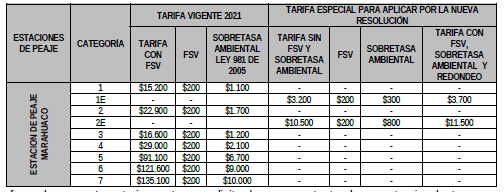 ESTACIONES DE PEAJE | CATEGORÍA | TARIFA VIGENTE 2021 | TARIFA ESPECIAL PARA APLICAR POR LA NUEVA RESOLUCIÓN
TARIFA CON FSV | FSV | SOBRETASA AMBIENTAL LEY 981 DE 2005 | TARIFA SIN FSV Y SOBRETASA AMBIENTAL | FSV | SOBRETASA AMBIENTAL | TARIFA CON FSV, SOBRETASA AMBIENTAL Y REDONDEO
ESTACION DE PEAJE MARAHUACO
1 | $15.200 | $200 | $1.100 | - | - | - | -
1E | - | - | - | $3.200 | $200 | $300 | $3.700
2 | $22.900 | $200 | $1.700 | - | - | - | -
2E | - | - | - | $10.500 | $200 | $800 | $11.500
3 | $16.600 | $200 | $1.200 | - | - | - | -
4 | $29.000 | $200 | $2.100 | - | - | - | -
5 | $91.100 | $200 | $6.700 | - | - | - | -
6 | $121.600 | $200 | $9.000 | - | - | - | -
7 | $135.100 | $200 | $10.000 | - | - | - | -